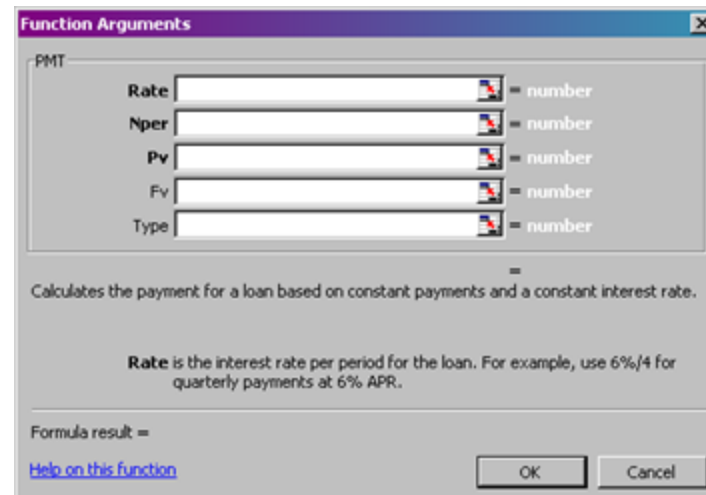 Function Arguments
PMT
Rate = number
Nper = number
Pv = number
Fv = number
Type = number
=
Calculates the payment for a loan based on constant payments and a constant interest rate.
Rate is the interest rate per period for the loan. For example, use 6%/4 for
quarterly payments at 6% APR.
Formula result =
Help on this function OK Cancel